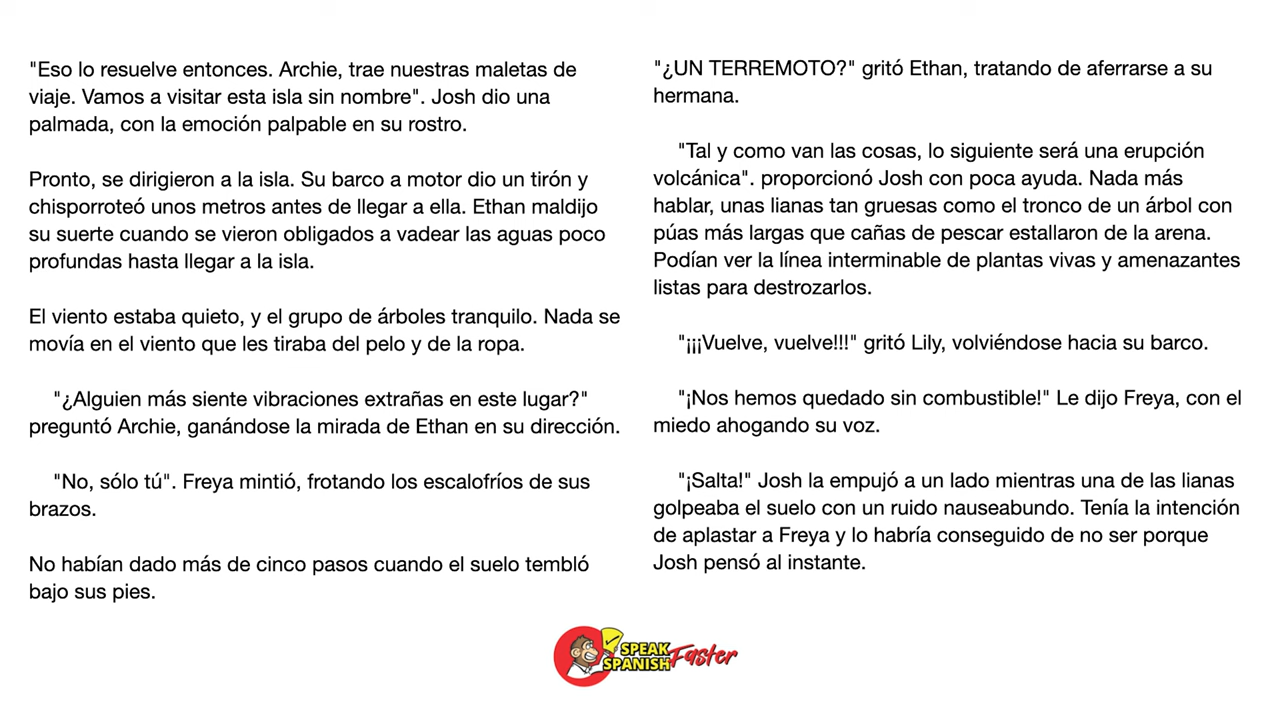 "Eso lo resuelve entonces. Archie, trae nuestras maletas de
viaje. Vamos a visitar esta isla sin nombre". Josh dio una
palmada, con la emoción palpable en su rostro.
Pronto, se dirigieron a la isla. Su barco a motor dio un tirón y
chisporroteó unos metros antes de llegar a ella. Ethan maldijo
su suerte cuando se vieron obligados a vadear las aguas poco
profundas hasta llegar a la isla.
El viento estaba quieto, y el grupo de árboles tranquilo. Nada se
movía en el viento que les tiraba del pelo y de la ropa.
"¿Alguien más siente vibraciones extrañas en este lugar?"
preguntó Archie, ganándose la mirada de Ethan en su dirección.
"No, sólo tú". Freya mintió, frotando los escalofríos de sus
brazos.
No habían dado más de cinco pasos cuando el suelo tembló
bajo sus pies.
"¿UN TERREMOTO?" gritó Ethan, tratando de aferrarse a su
hermana.
"Tal y como van las cosas, lo siguiente será una erupción
volcánica". proporcionó Josh con poca ayuda. Nada más
hablar, unas lianas tan gruesas como el tronco de un árbol con
púas más largas que cañas de pescar estallaron de la arena.
Podían ver la línea interminable de plantas vivas y amenazantes
listas para destrozarlos.
"¡¡¡Vuelve, vuelve!!!" gritó Lily, volviéndose hacia su barco.
"¡Nos hemos quedado sin combustible!" Le dijo Freya, con el
miedo ahogando su voz.
"¡Salta!" Josh la empujó a un lado mientras una de las lianas
golpeaba el suelo con un ruido nauseabundo. Tenía la intención
de aplastar a Freya y lo habría conseguido de no ser porque
Josh pensó al instante.
SPEAK
SPANISH Faster